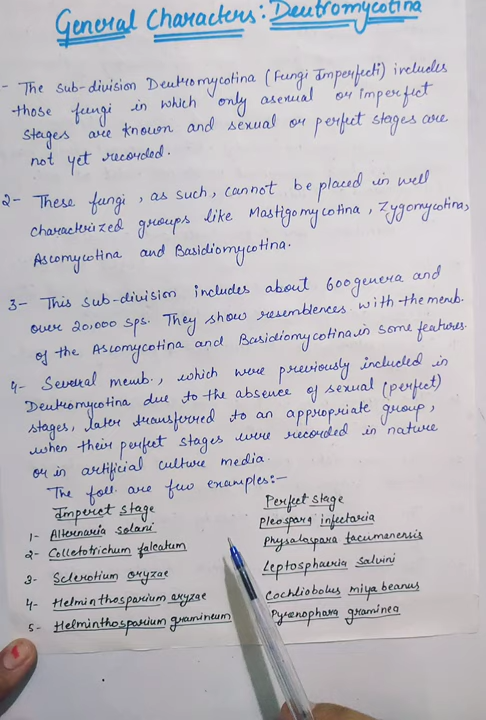 General Characters: Deutromycotina
- The sub-division Deutromycotina (Fungi Imperfecti) includes
those fungi in which only asexual or imperfect
stages are known and sexual or perfect stages are
not yet recorded.
2- These fungi, as such, cannot be placed in well
characterized groups like Mastigomycotina, Zygomycotina,
Ascomycotina and Basidiomycotina.
3- This sub-division includes about 600 genera and
over 20,000 sps. They show resemblences with the memb.
of the Ascomycotina and Basidiomycotina in some features.
4- Several memb., which were previously included in
Deutromycotina due to the absence of sexual (perfect)
stages, later transferred to an appropriate group,
when their perfect stages were recorded in nature
or in artificial culture media.
The foll. are few examples:-
Imperect stage Perfect stage
1- Alternaria solani Pleospara infectaria
2- Colletotrichum falcatum Physalaspara tacumenensis
3- Sclerotium oryzae Leptosphaeria salvini
4- Helminthosparium oryzae Cochliobolus miyabeanus
5- Helminthosparium gramineum Pyrenophara graminea